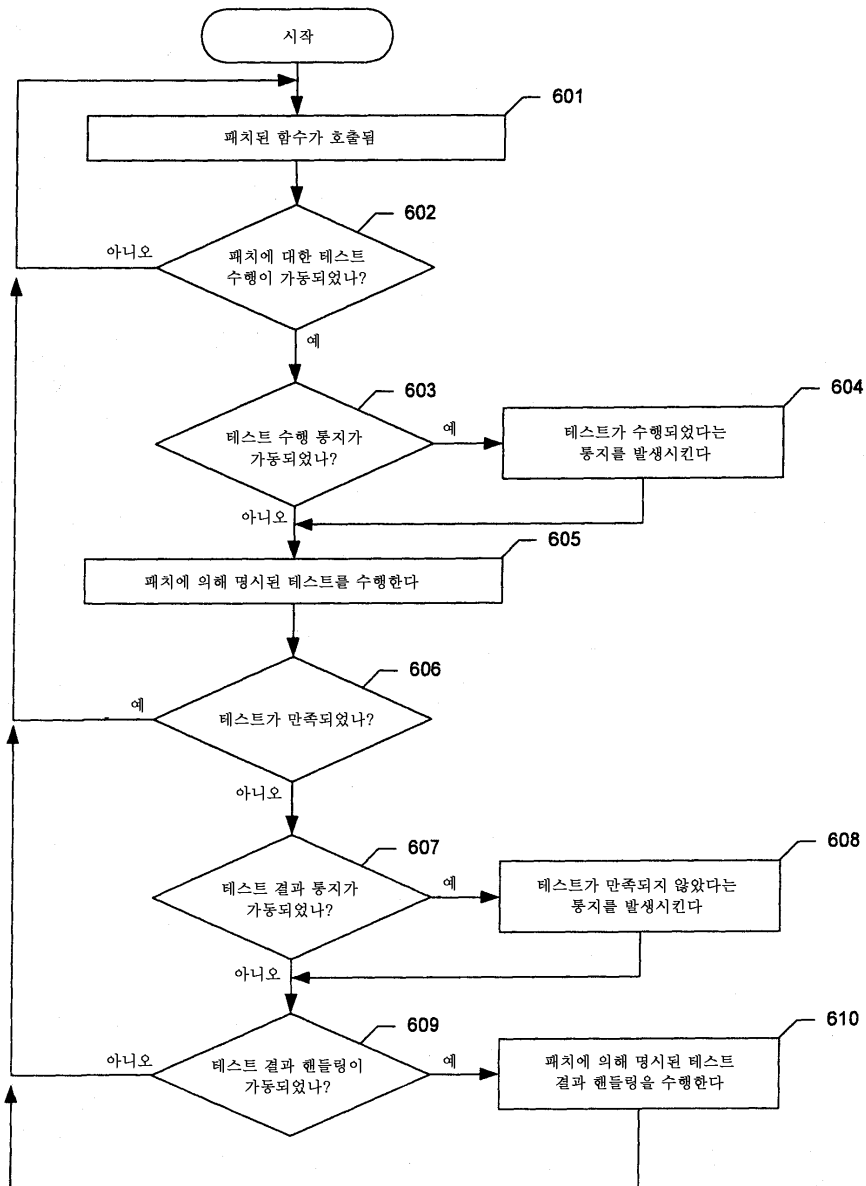 시작
601
패치된 함수가 호출됨
602
아니오
패치에 대한 테스트
수행이 가동되었나?
예
603
테스트 수행 통지가
가동되었나?
예
604
테스트가 수행되었다는
통지를 발생시킨다
아니오
605
패치에 의해 명시된 테스트를 수행한다
606
예
테스트가 만족되었나?
아니오
607
테스트 결과 통지가
가동되었나?
예
608
테스트가 만족되지 않았다는
통지를 발생시킨다
아니오
609
아니오
테스트 결과 핸들링이
가동되었나?
예
610
패치에 의해 명시된 테스트
결과 핸들링을 수행한다